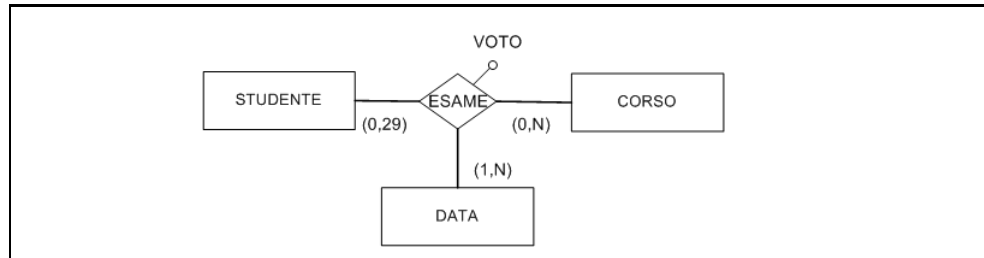 VOTO
STUDENTE
ESAME
CORSO
(0,29)
(0,N)
(1,N)
DATA